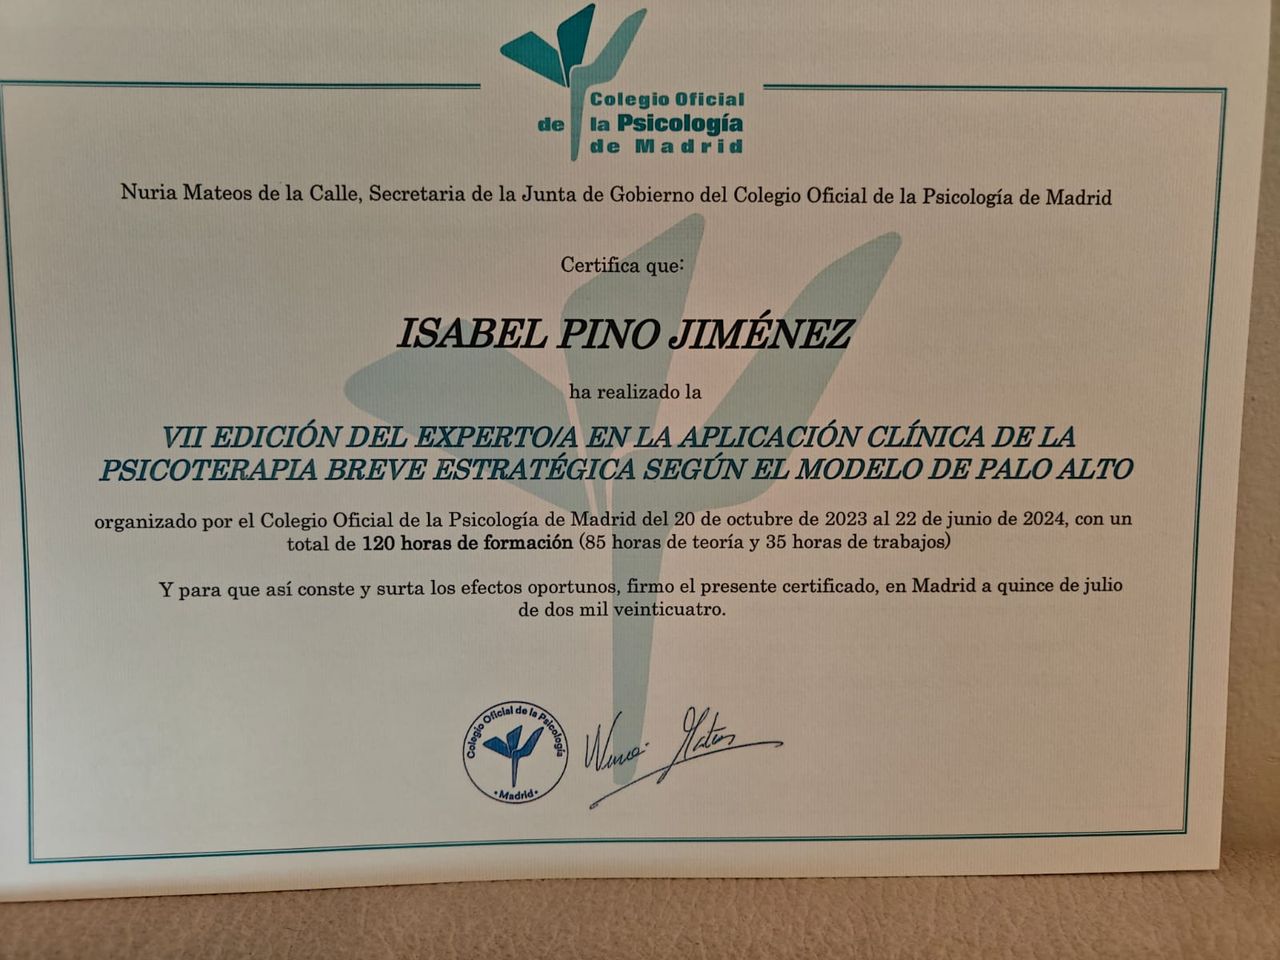 Colegio Oficial
de la Psicología
de Madrid
Nuria Mateos de la Calle, Secretaria de la Junta de Gobierno del Colegio Oficial de la Psicología de Madrid
Certifica que:
ISABEL PINO JIMÉNEZ
ha realizado la
VII EDICIÓN DEL EXPERTO/A EN LA APLICACIÓN CLÍNICA DE LA
PSICOTERAPIA BREVE ESTRATÉGICA SEGÚN EL MODELO DE PALO ALTO
organizado por el Colegio Oficial de la Psicología de Madrid del 20 de octubre de 2023 al 22 de junio de 2024, con un
total de 120 horas de formación (85 horas de teoría y 35 horas de trabajos)
Y para que así conste y surta los efectos oportunos, firmo el presente certificado, en Madrid a quince de julio
de dos mil veinticuatro.
Colegio Oficial de la Psicología
• Madrid •
Nuria Mateos